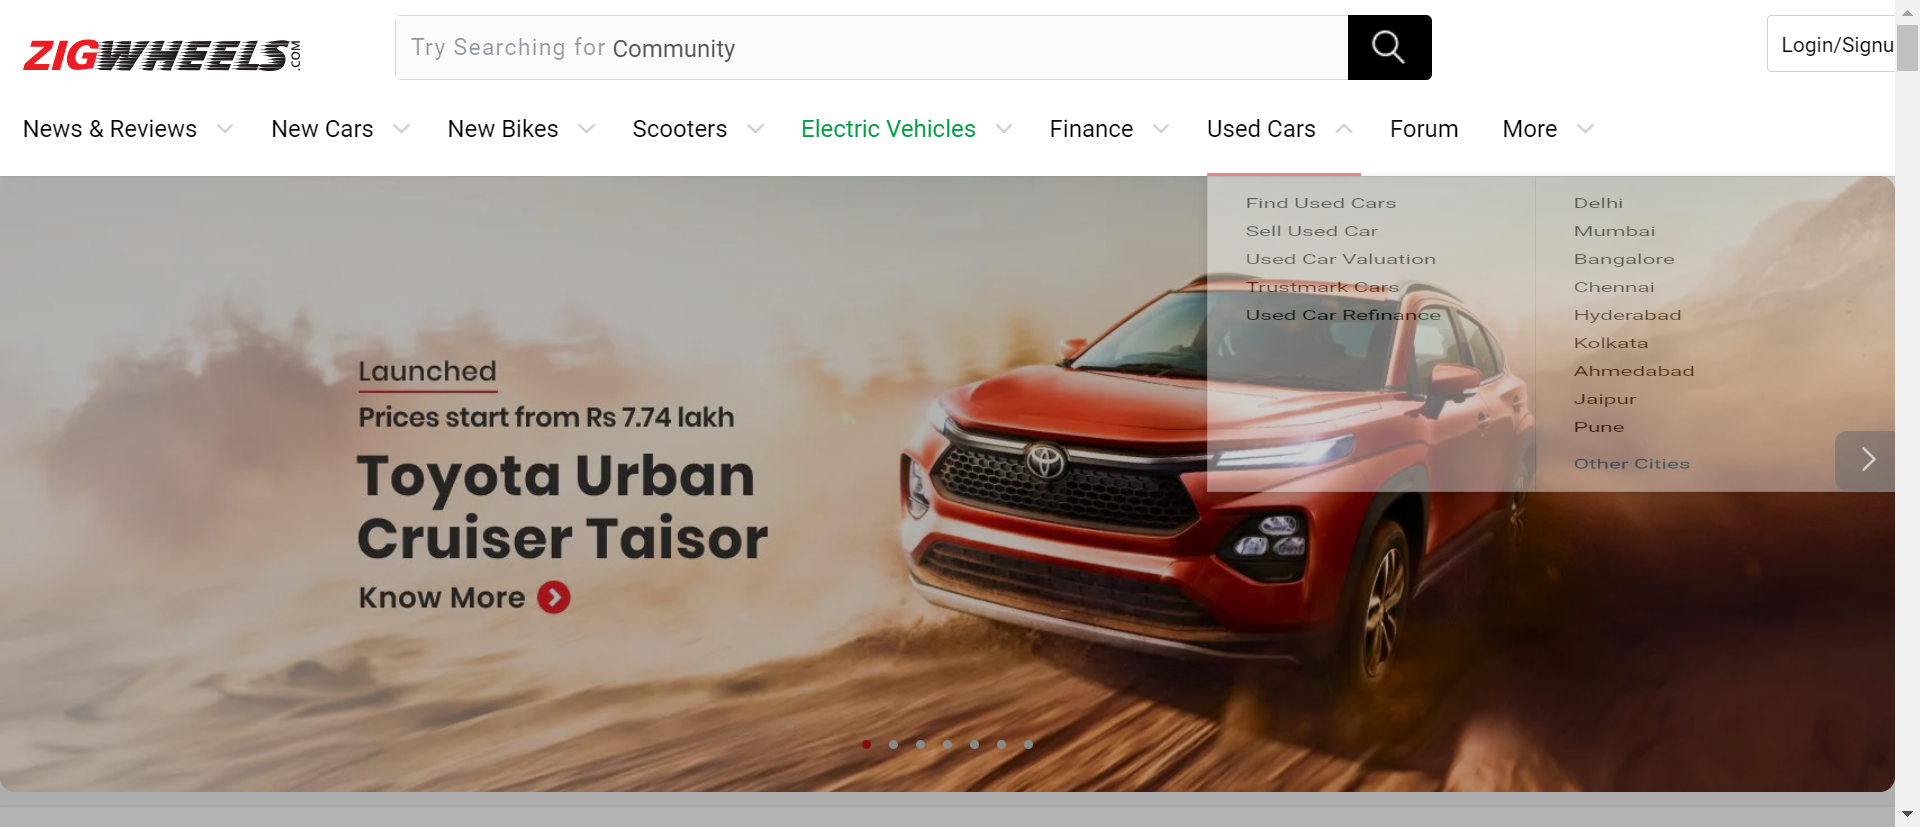 ZIGWHEELS.COM
Try Searching for Community
Login/Signu
News & Reviews
New Cars
New Bikes
Scooters
Electric Vehicles
Finance
Used Cars
Forum
More
Find Used Cars
Sell Used Car
Used Car Valuation
Trustmark Cars
Used Car Refinance
Delhi
Mumbai
Bangalore
Chennai
Hyderabad
Kolkata
Ahmedabad
Jaipur
Pune
Other Cities
Launched
Prices start from Rs 7.74 lakh
Toyota Urban
Cruiser Taisor
Know More